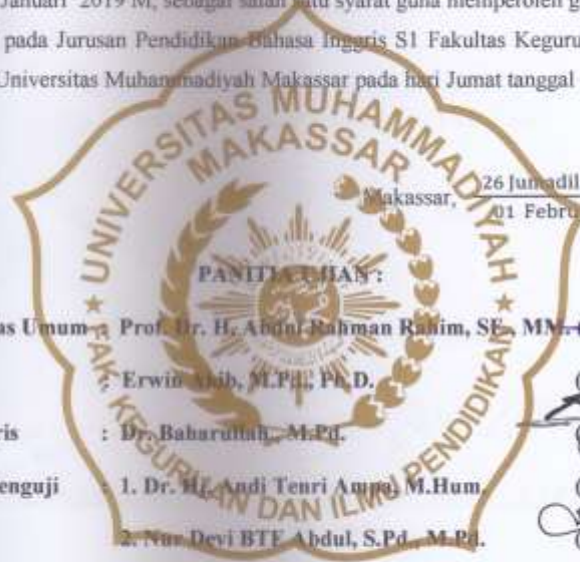 Januari 2019 M, sebagai salah satu syarat guna memperoleh g
pada Jurusan Pendidikan Bahasa Inggris S1 Fakultas Kegur
Universitas Muhammadiyah Makassar pada hari Jumat tanggal
UNIVERSITAS MUHAMMADIYAH
MAKASSAR
Makassar, 26 Jumadil
01 Febru
PANITIA UJIAN :
as Umum : Prof. Dr. H. Abdul Rahman Rahim, SE., MM. (
: Erwin Akib, M.Pd., Ph.D. (
ris : Dr. Baharullah, M.Pd. (
enguji : 1. Dr. Hj. Andi Tenri Ampa, M.Hum. (
2. Nur Devi BTE Abdul, S.Pd., M.Pd. (
FAK. KEGURUAN DAN ILMU PENDIDIKAN